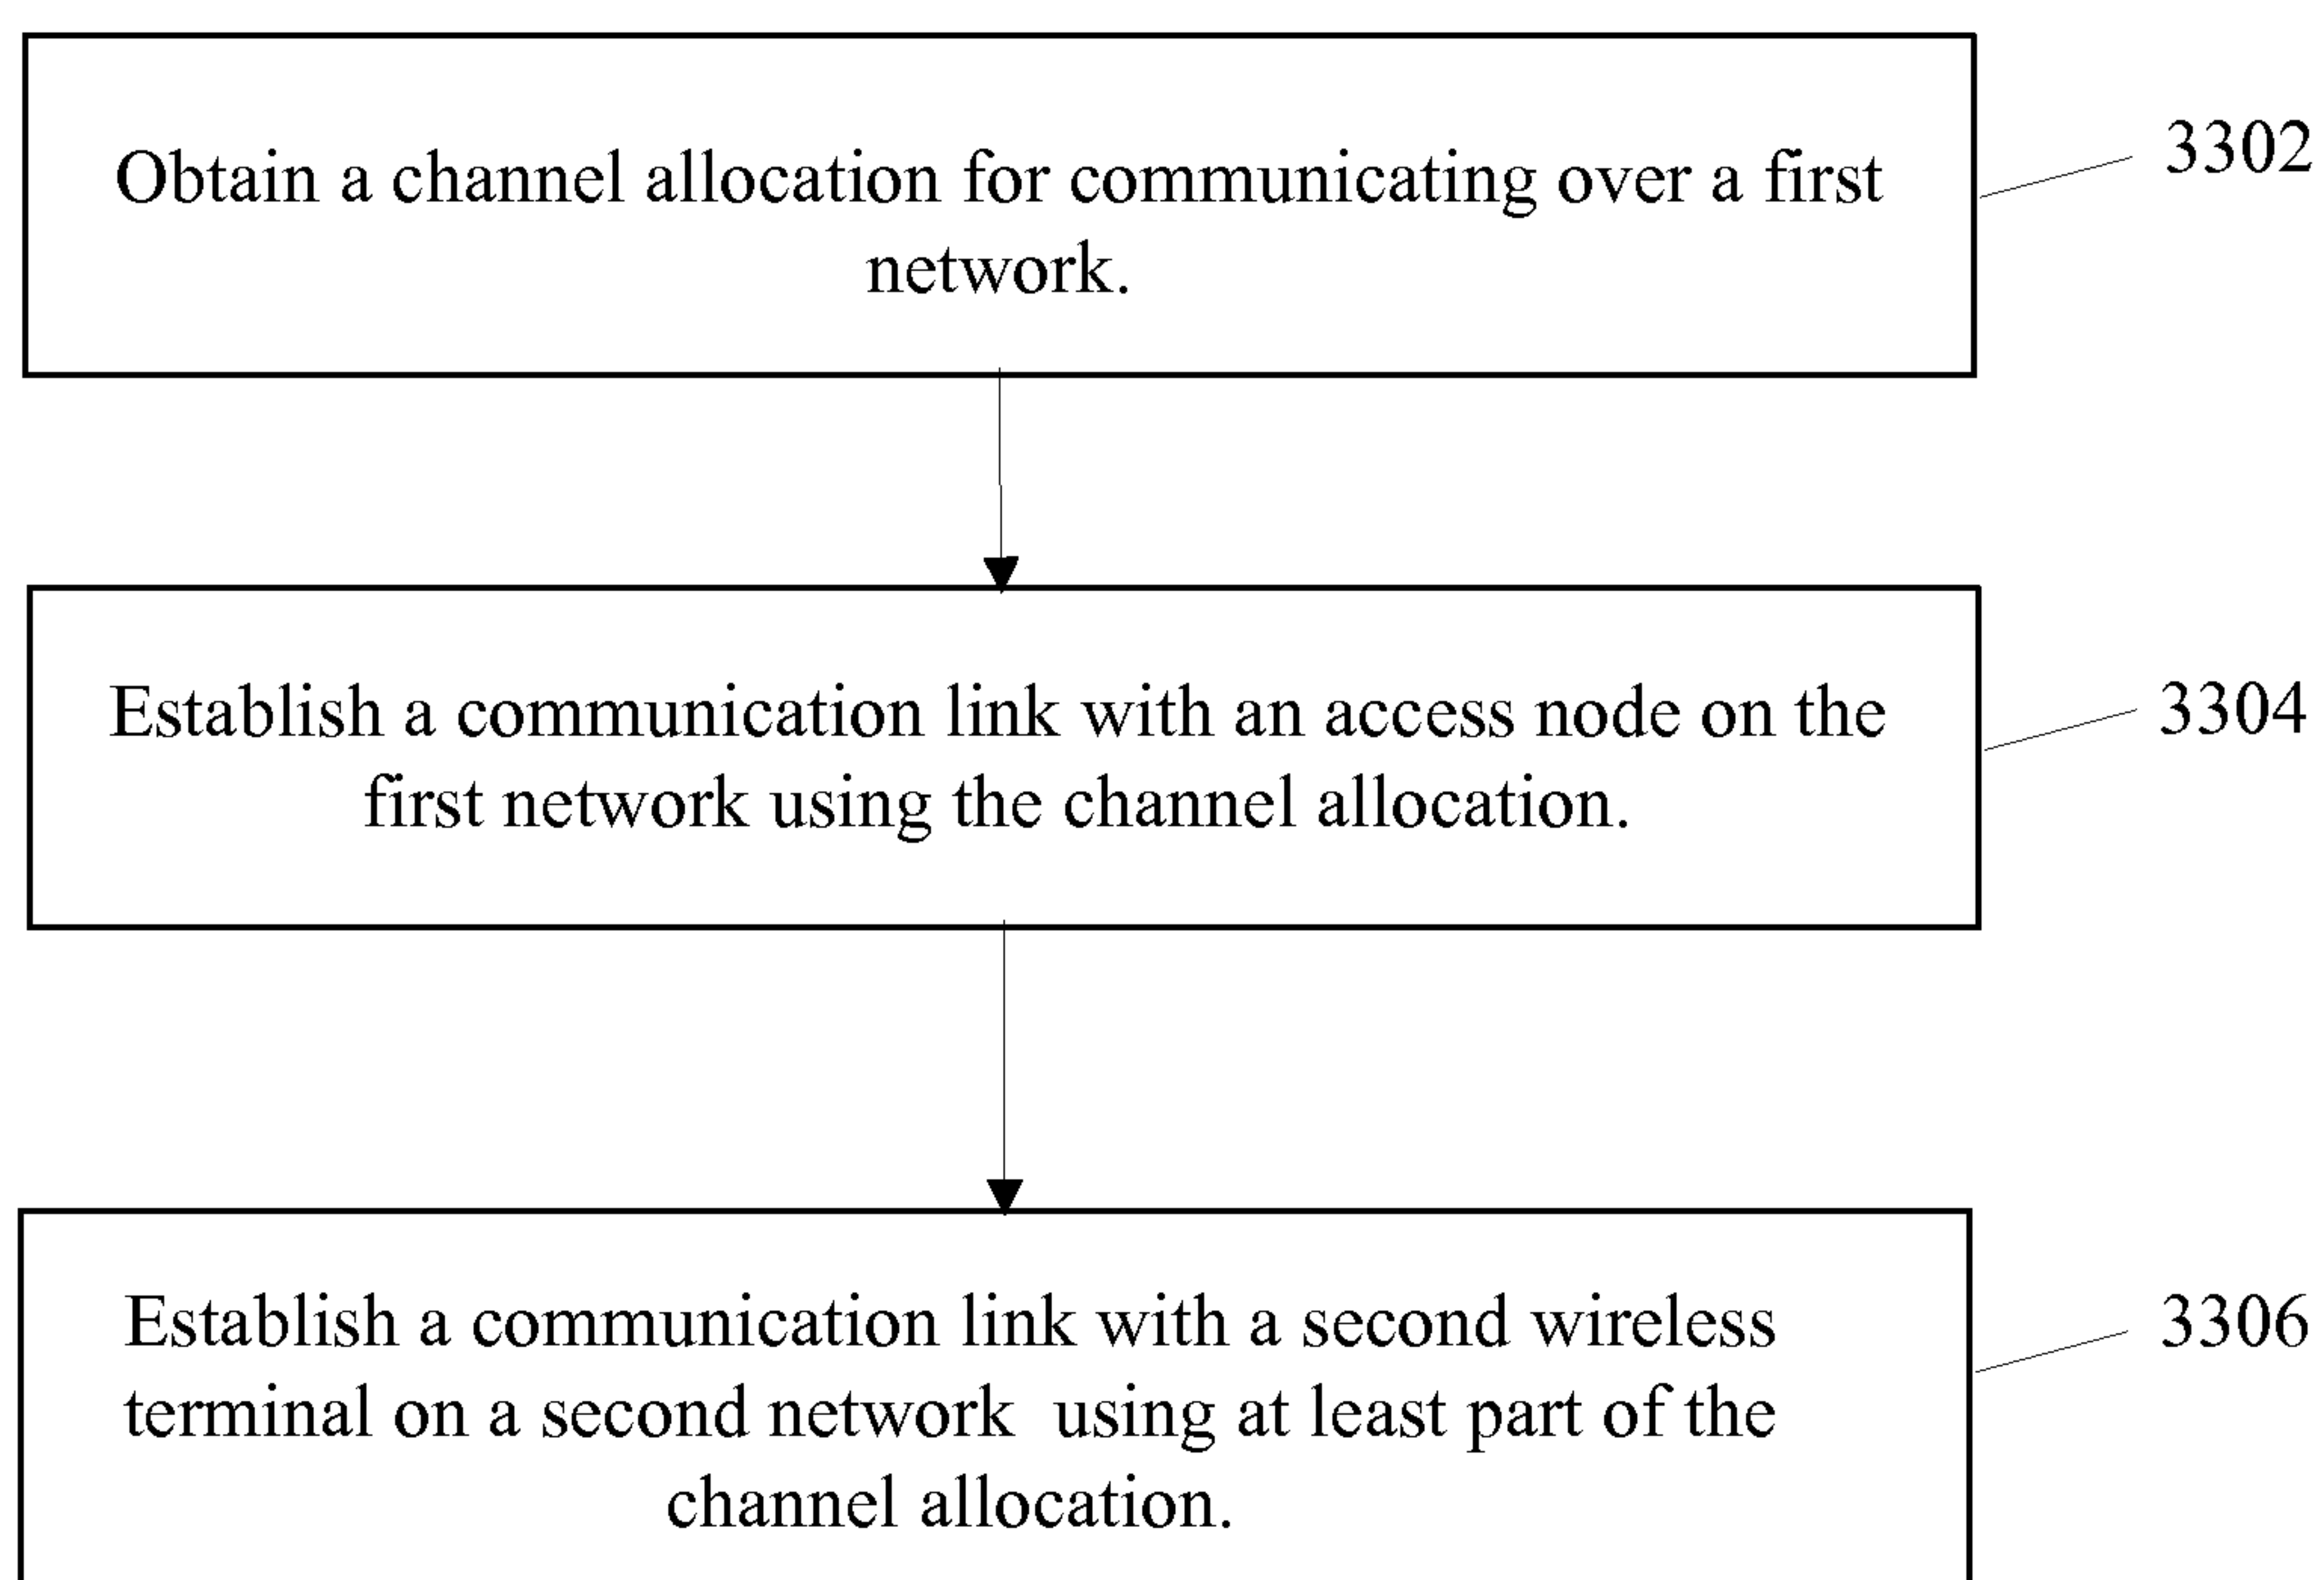 Obtain a channel allocation for communicating over a first
network.
3302
Establish a communication link with an access node on the
first network using the channel allocation.
3304
Establish a communication link with a second wireless
terminal on a second network using at least part of the
channel allocation.
3306